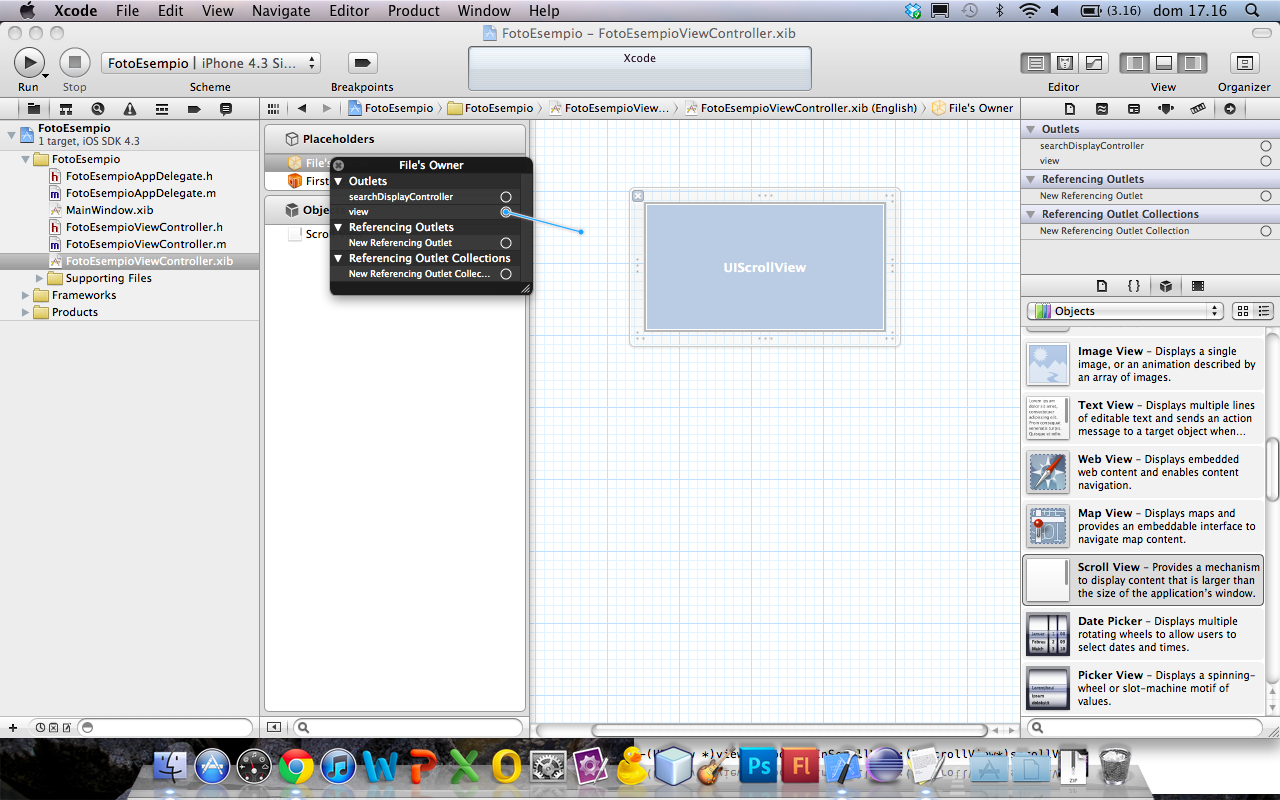 Xcode File Edit View Navigate Editor Product Window Help (3.16) dom 17.16
FotoEsempio – FotoEsempioViewController.xib
FotoEsempio | iPhone 4.3 Si...
Xcode
Run Stop Scheme Breakpoints Editor View Organizer
FotoEsempio FotoEsempio FotoEsempioView... FotoEsempioViewController.xib (English) File's Owner
FotoEsempio
1 target, iOS SDK 4.3
FotoEsempio
FotoEsempioAppDelegate.h
FotoEsempioAppDelegate.m
MainWindow.xib
FotoEsempioViewController.h
FotoEsempioViewController.m
FotoEsempioViewController.xib
Supporting Files
Frameworks
Products
Placeholders
File's
First
Obje
Scro
File's Owner
Outlets
searchDisplayController
view
Referencing Outlets
New Referencing Outlet
Referencing Outlet Collections
New Referencing Outlet Collec...
UIScrollView
Outlets
searchDisplayController
view
Referencing Outlets
New Referencing Outlet
Referencing Outlet Collections
New Referencing Outlet Collection
{ }
Objects
Image View – Displays a single
image, or an animation described by
an array of images.
Text View – Displays multiple lines
of editable text and sends an action
message to a target object when...
Web View – Displays embedded
web content and enables content
navigation.
Map View – Displays maps and
provides an embeddable interface to
navigate map content.
Scroll View – Provides a mechanism
to display content that is larger than
the size of the application's window.
Date Picker – Displays multiple
rotating wheels to allow users to
select dates and times.
Picker View – Displays a spinning-
wheel or slot-machine motif of
values.
Ps Fl
ZIP